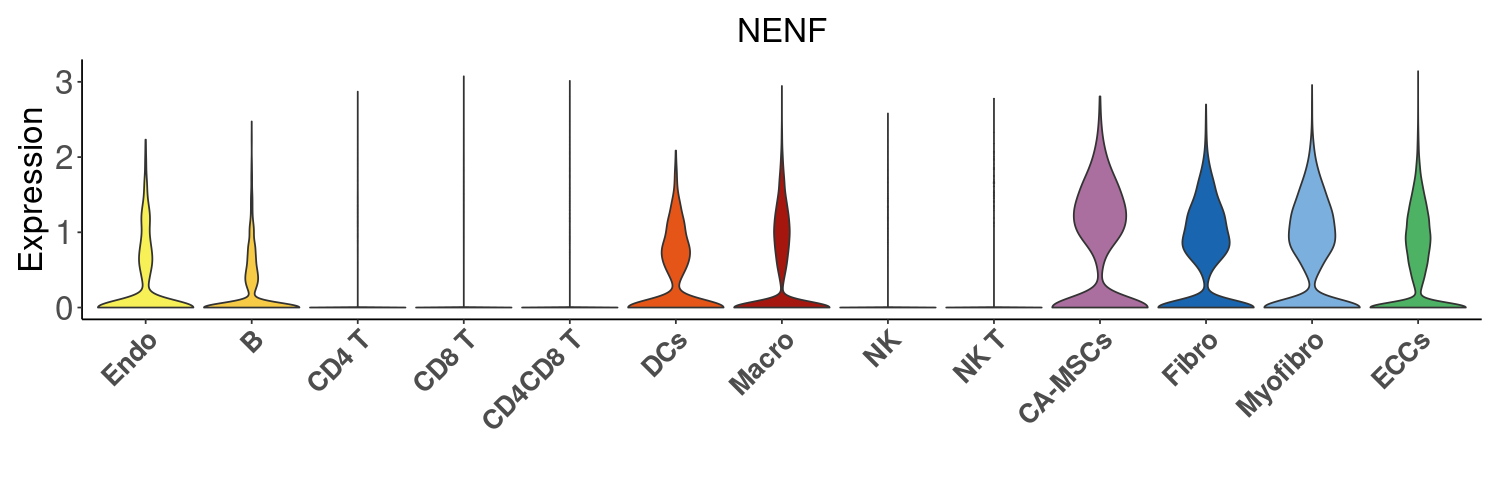 NENF
Expression
3
2
1
0
Endo
B
CD4 T
CD8 T
CD4CD8 T
DCs
Macro
NK
NK T
CA-MSCs
Fibro
Myofibro
ECCs